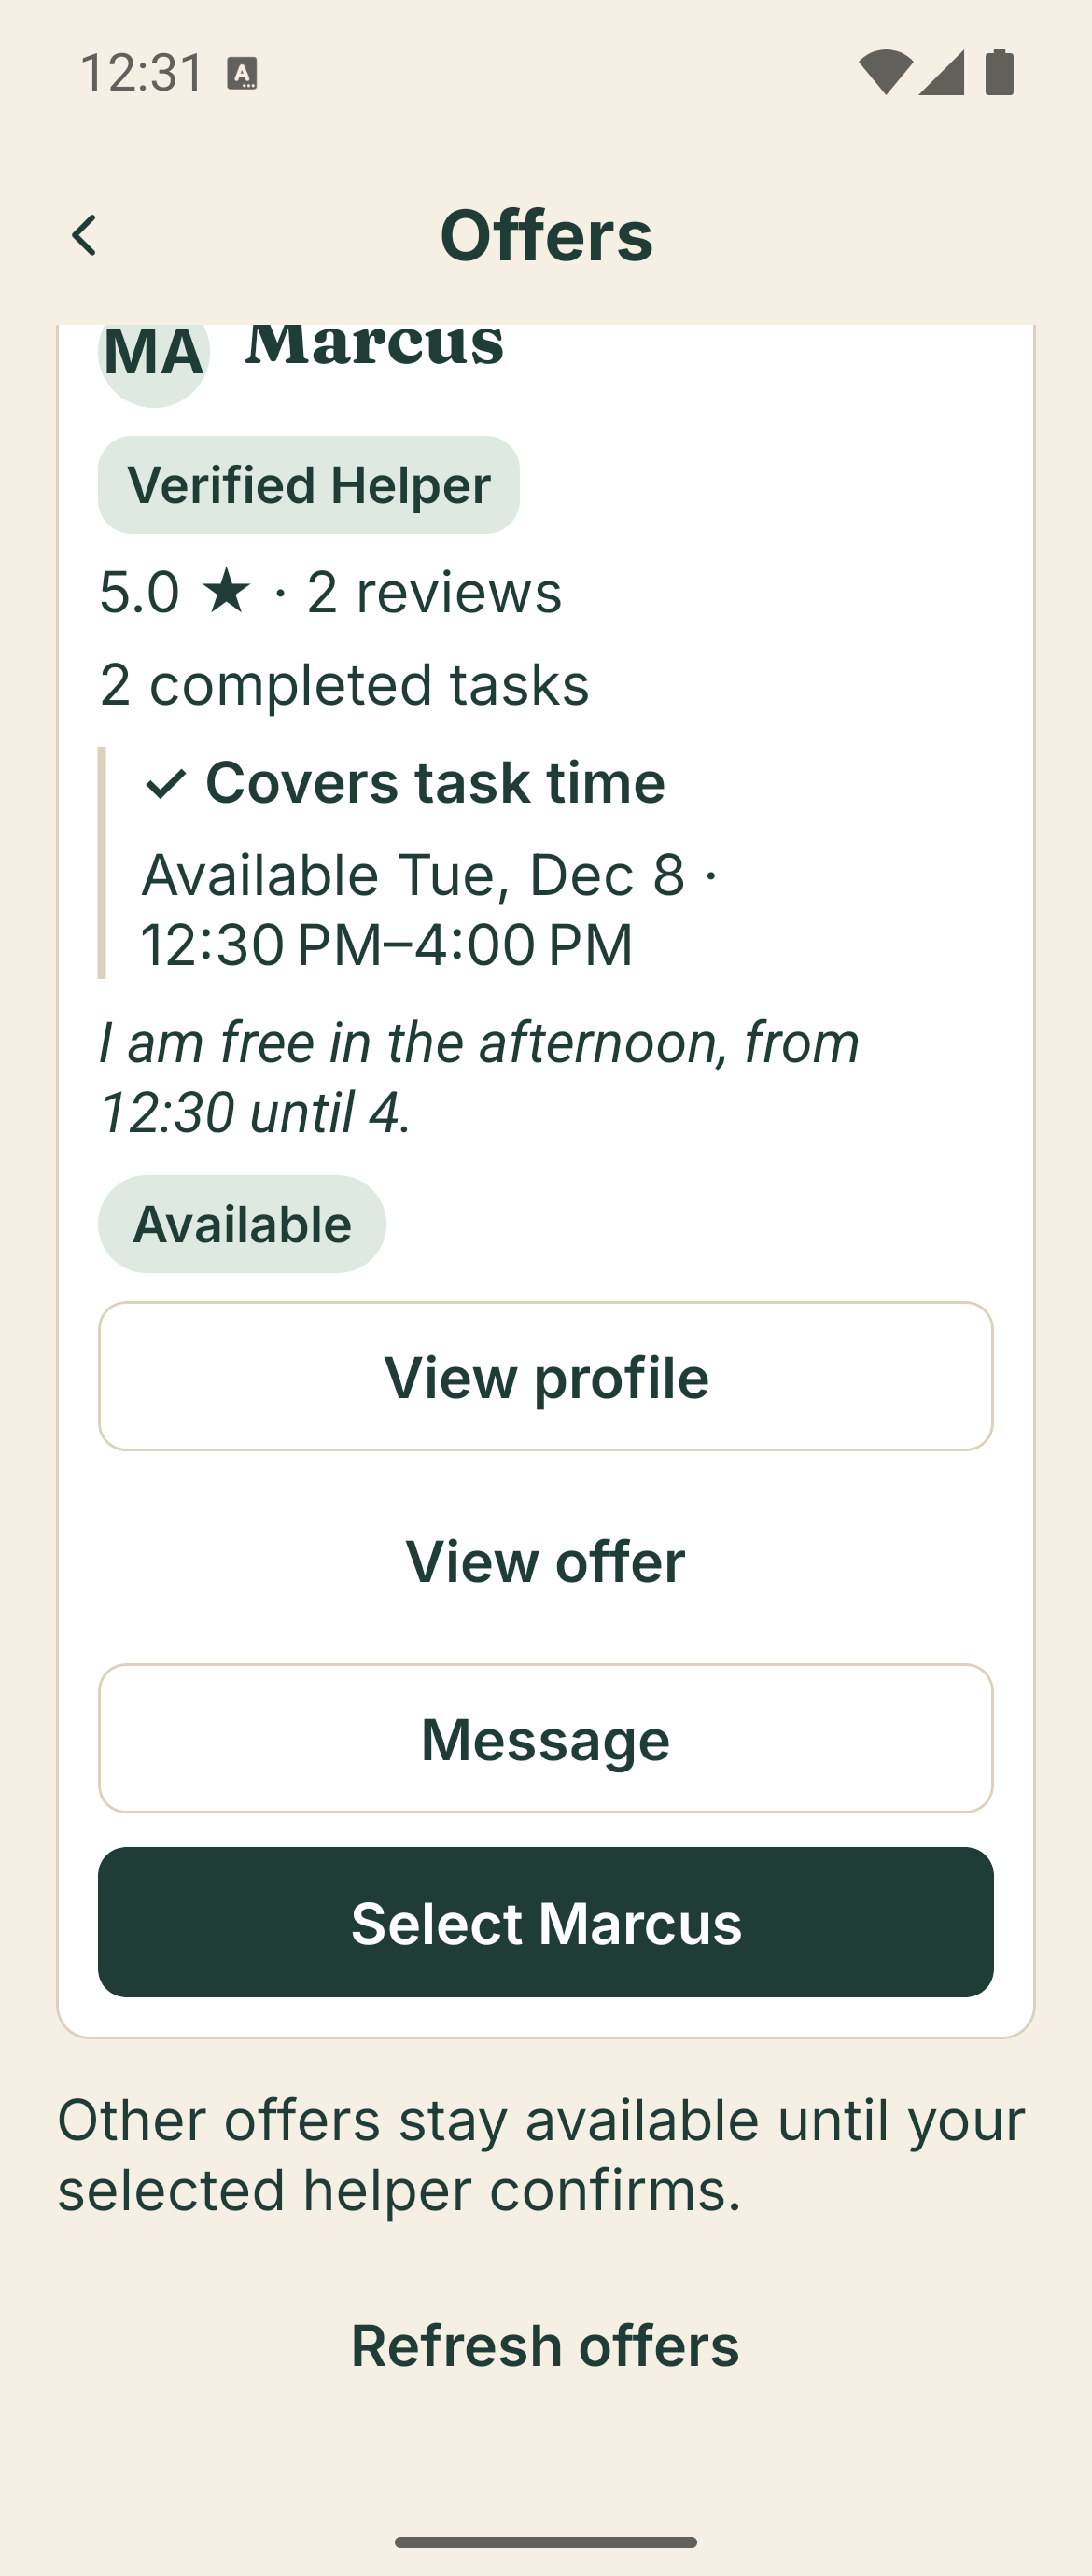 12:31
Offers
MA Marcus
Verified Helper
5.0 ★ · 2 reviews
2 completed tasks
✓ Covers task time
Available Tue, Dec 8 ·
12:30 PM–4:00 PM
I am free in the afternoon, from
12:30 until 4.
Available
View profile
View offer
Message
Select Marcus
Other offers stay available until your
selected helper confirms.
Refresh offers